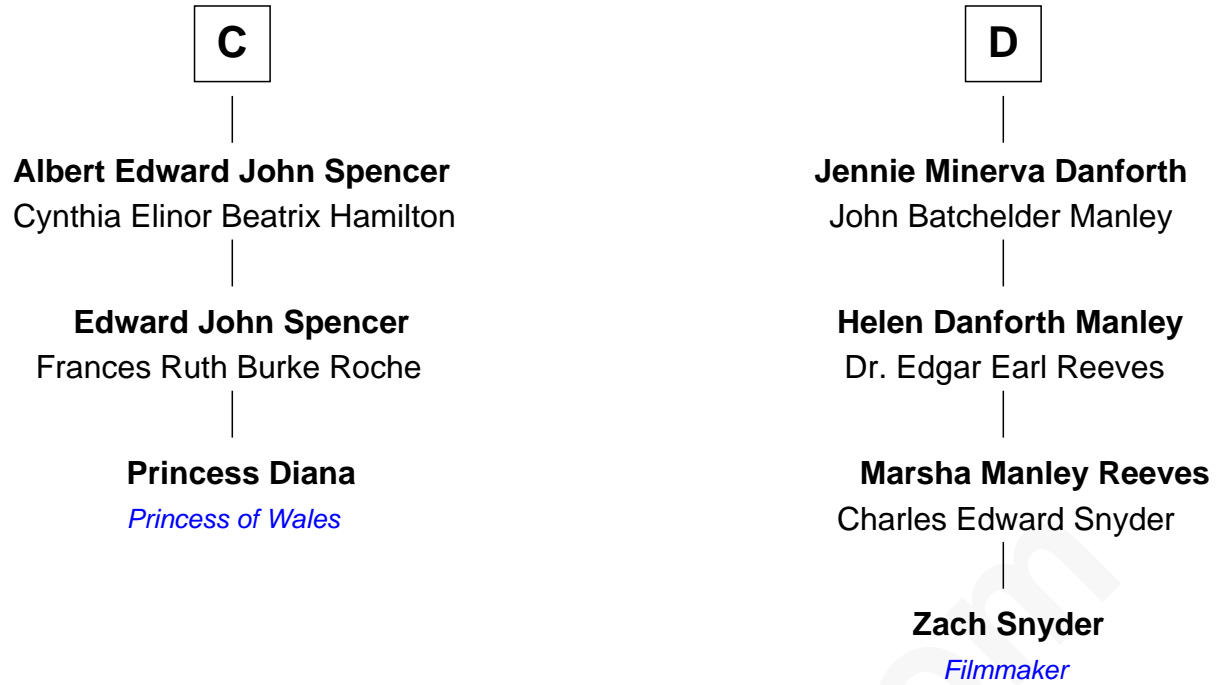 C
Albert Edward John Spencer
Cynthia Elinor Beatrix Hamilton
Edward John Spencer
Frances Ruth Burke Roche
Princess Diana
Princess of Wales
D
Jennie Minerva Danforth
John Batchelder Manley
Helen Danforth Manley
Dr. Edgar Earl Reeves
Marsha Manley Reeves
Charles Edward Snyder
Zach Snyder
Filmmaker